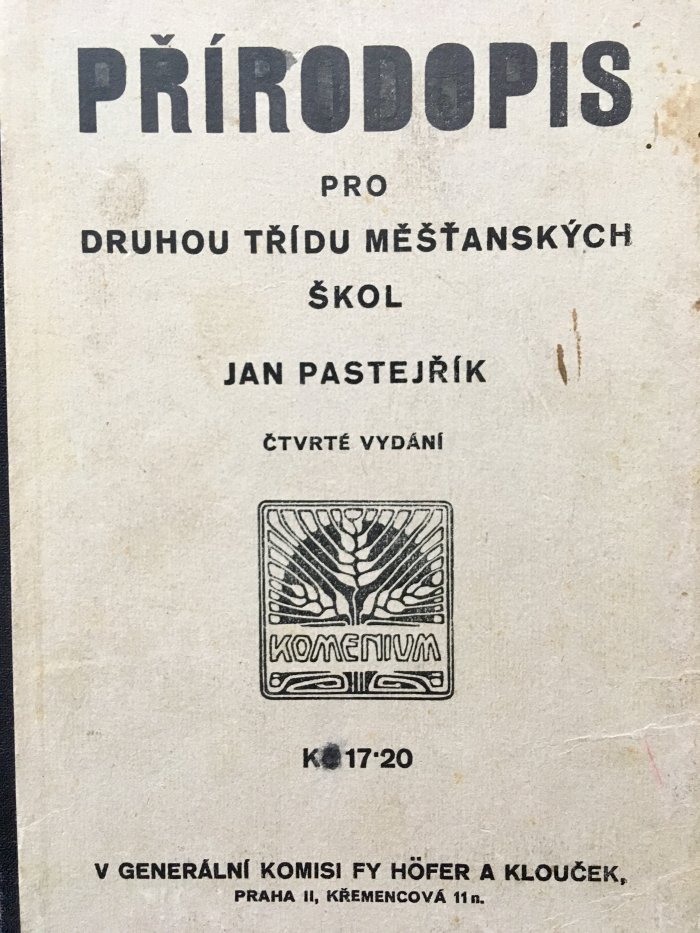 PŘÍRODOPIS
PRO
DRUHOU TŘÍDU MĚŠŤANSKÝCH
ŠKOL
JAN PASTEJŘÍK
ČTVRTÉ VYDÁNÍ
KOMENIUM
K 17·20
V GENERÁLNÍ KOMISI FY HÖFER A KLOUČEK,
PRAHA II, KŘEMENCOVÁ 11 n.